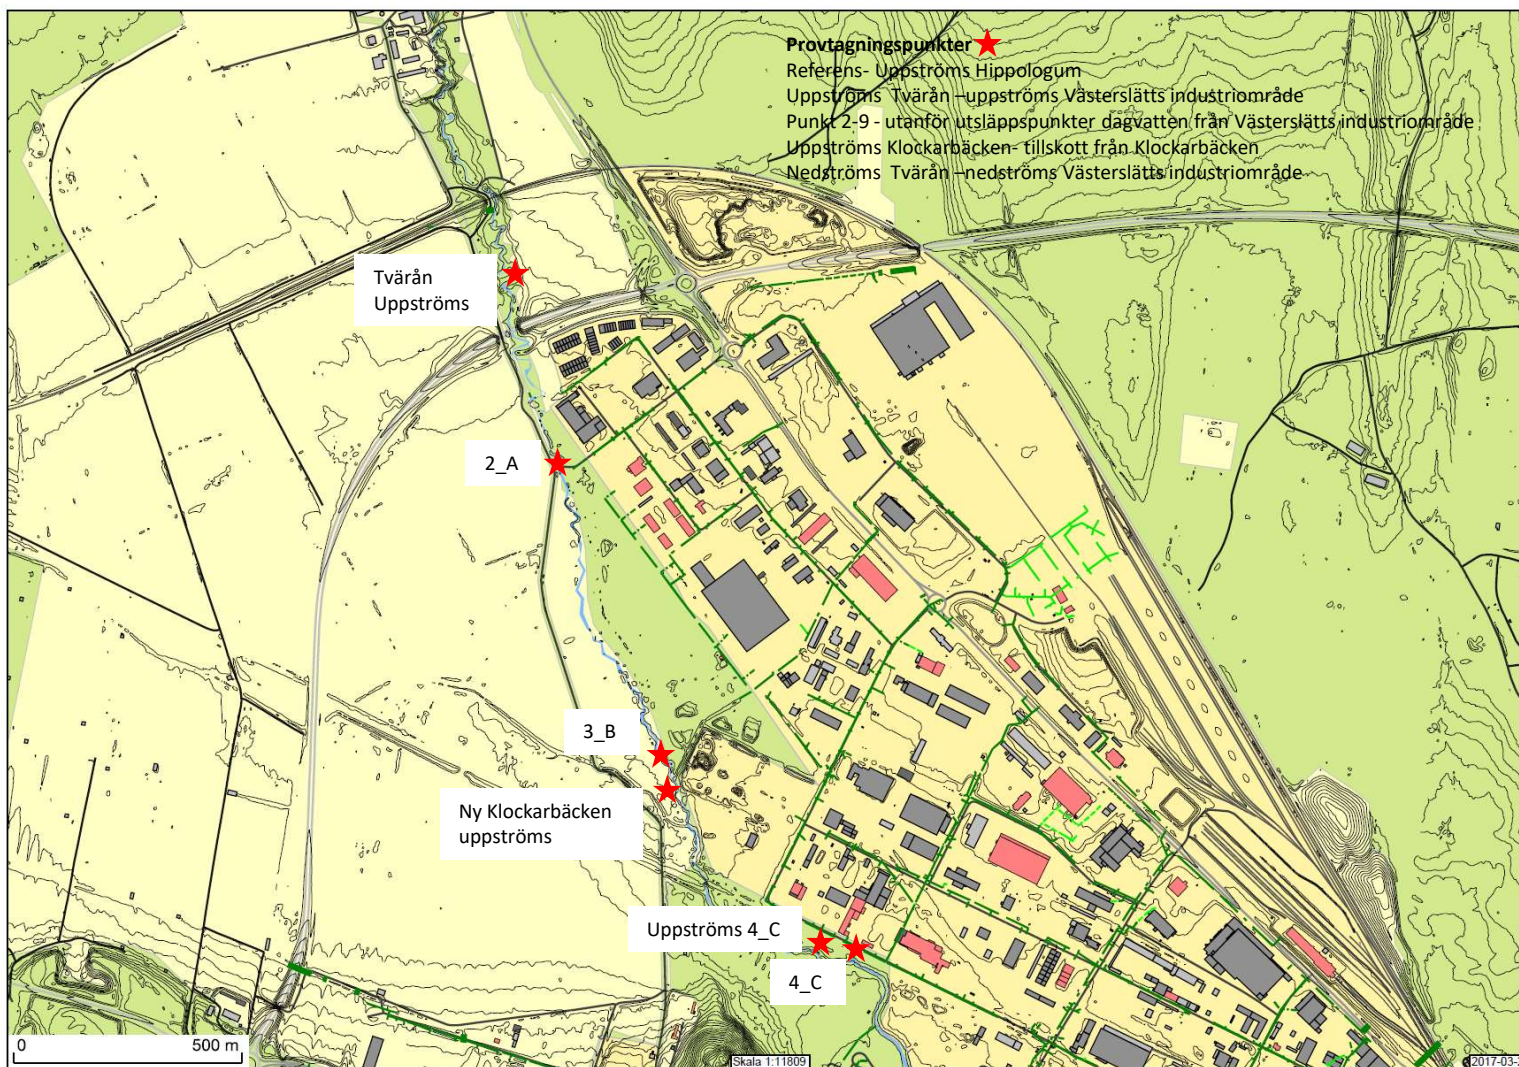 Provtagningspunkter
Referens- Uppströms Hippologum
Uppströms Tvärån –uppströms Västerslätts industriområde
Punkt 2-9 - utanför utsläppspunkter dagvatten från Västerslätts industriområde
Uppströms Klockarbäcken- tillskott från Klockarbäcken
Nedströms Tvärån –nedströms Västerslätts industriområde
Tvärån
Uppströms
2_A
3_B
Ny Klockarbäcken
uppströms
Uppströms 4_C
4_C
0 500 m
Skala 1:11809
2017-03-